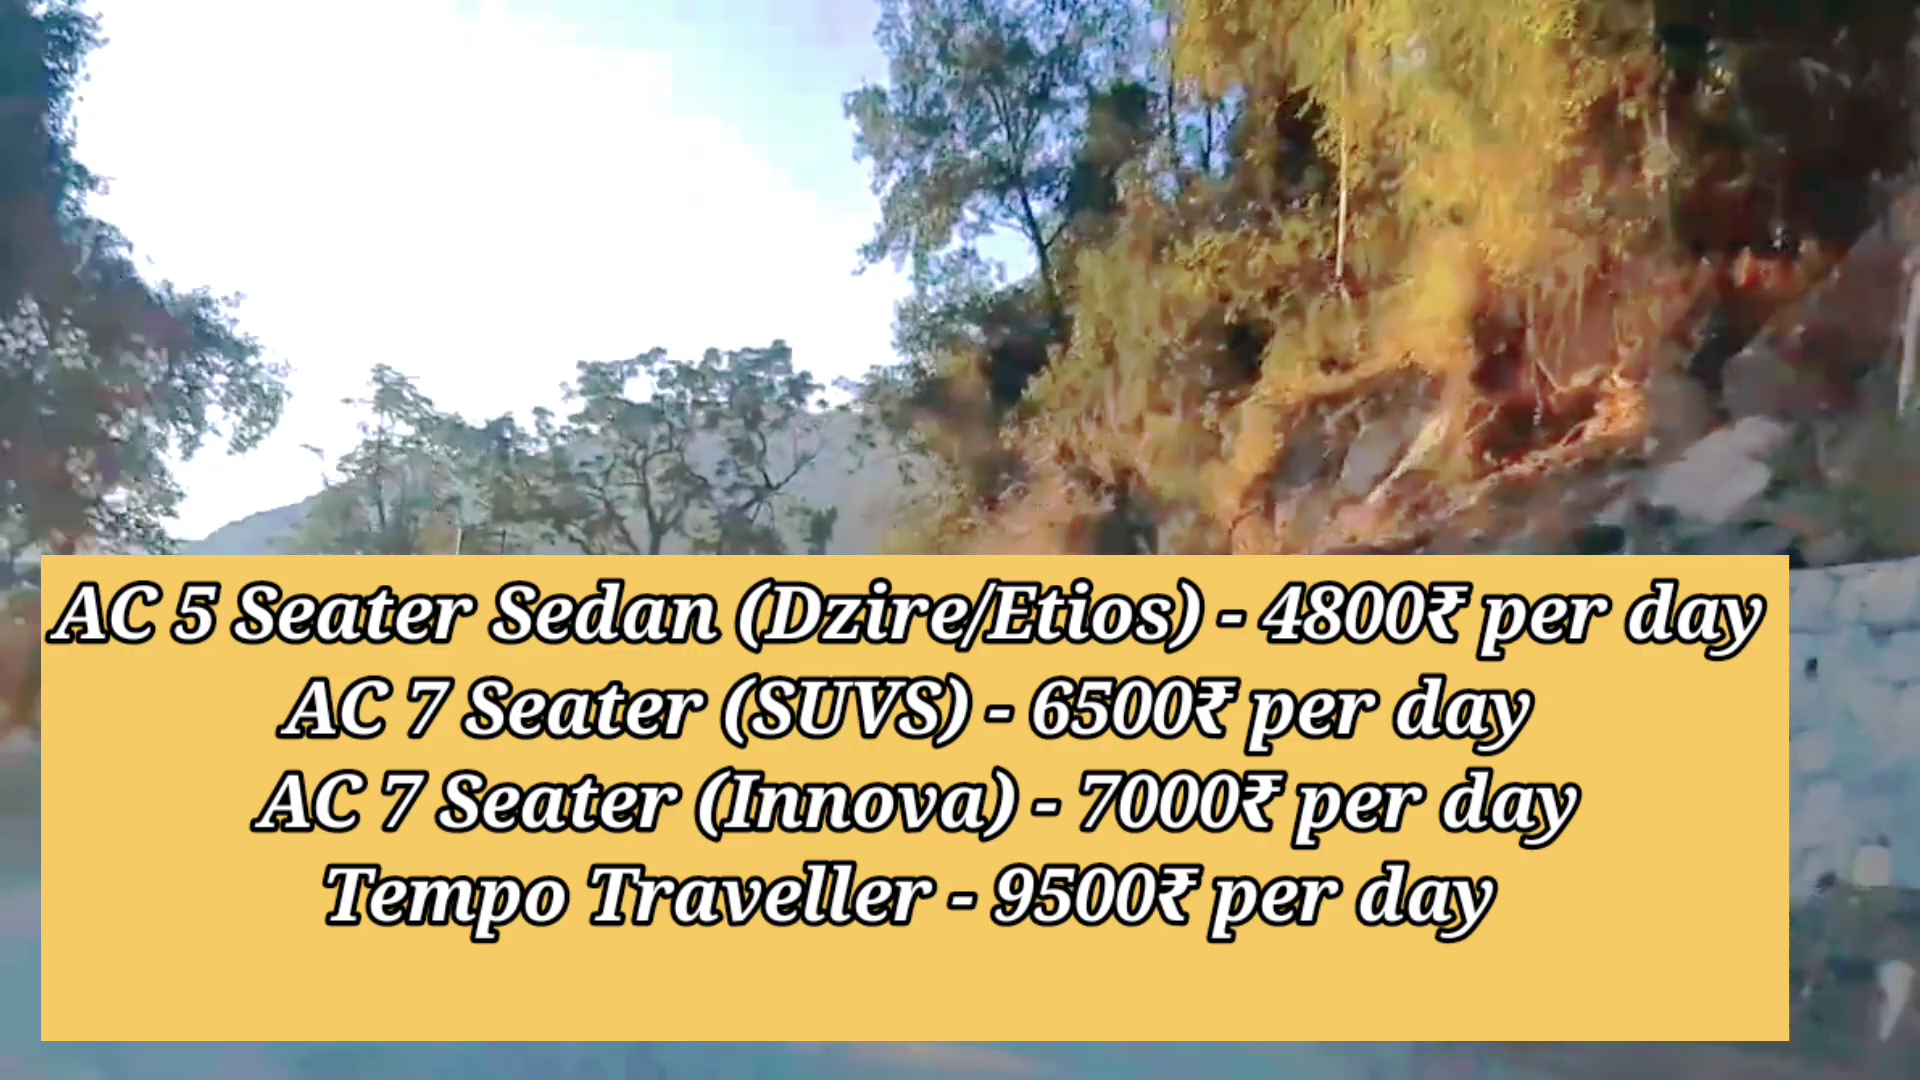 AC 5 Seater Sedan (Dzire/Etios) - 4800₹ per day
AC 7 Seater (SUVS) - 6500₹ per day
AC 7 Seater (Innova) - 7000₹ per day
Tempo Traveller - 9500₹ per day